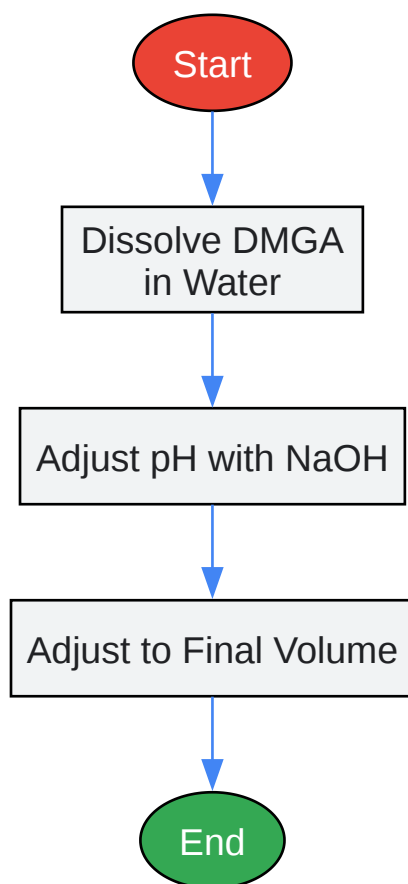 Start
Dissolve DMGA
in Water
Adjust pH with NaOH
Adjust to Final Volume
End